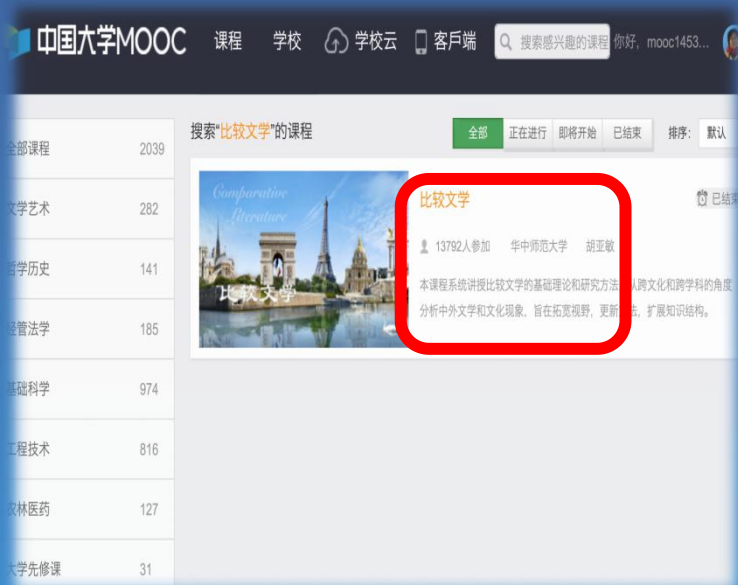 中国大学MOOC 课程 学校 学校云 客戶端 搜索感兴趣的课程 你好, mooc1453...
搜索“比较文学”的课程 全部 正在进行 即将开始 已结束 排序: 默认
全部课程 2039
文学艺术 282
哲学历史 141
经管法学 185
基础科学 974
工程技术 816
农林医药 127
大学先修课 31
Comparative
Literature
比较文学
比较文学 已结束
13792人参加 华中师范大学 胡亚敏
本课程系统讲授比较文学的基础理论和研究方法 从跨文化和跨学科的角度
分析中外文学和文化现象, 旨在拓宽视野, 更新 法, 扩展知识结构。